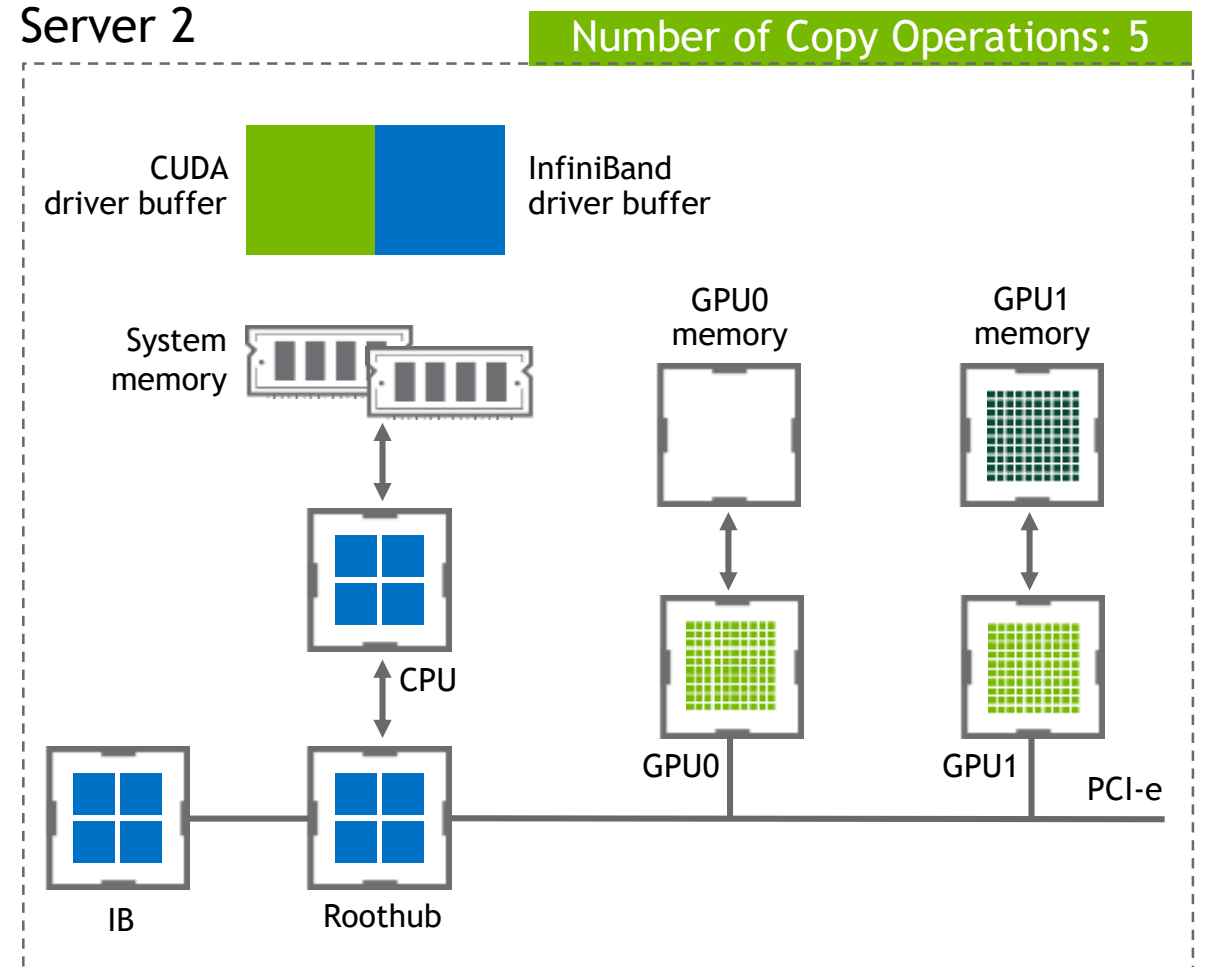 Server 2
Number of Copy Operations: 5
CUDA
driver buffer
InfiniBand
driver buffer
System
memory
GPU0
memory
GPU1
memory
CPU
GPU0
GPU1
PCI-e
IB
Roothub